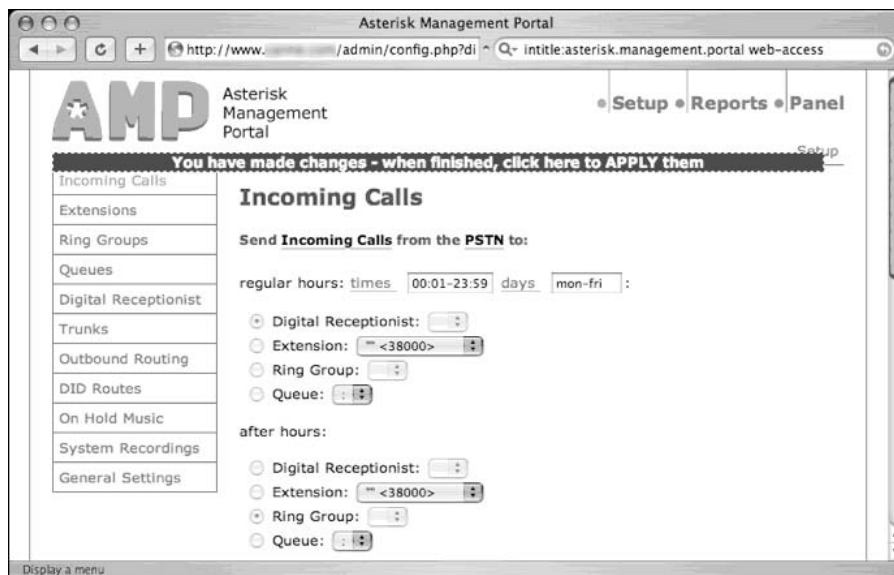 Asterisk Management Portal
http://www. /admin/config.php?di
intitle:asterisk.management.portal web-access
AMP
Asterisk
Management
Portal
Setup
Reports
Panel
Setup
You have made changes - when finished, click here to APPLY them
Incoming Calls
Extensions
Ring Groups
Queues
Digital Receptionist
Trunks
Outbound Routing
DID Routes
On Hold Music
System Recordings
General Settings
Incoming Calls
Send Incoming Calls from the PSTN to:
regular hours: times 00:01-23:59 days mon-fri :
Digital Receptionist:
Extension: "" <38000>
Ring Group:
Queue: :
after hours:
Digital Receptionist:
Extension: "" <38000>
Ring Group:
Queue: :
Display a menu